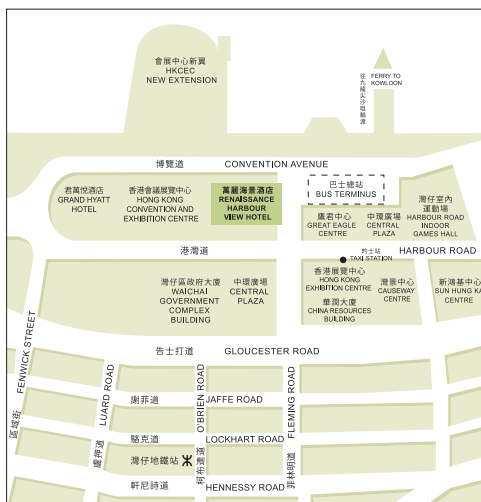 會展中心新翼
HKCEC
NEW EXTENSION
往九龍尖沙咀輪渡
FERRY TO
KOWLOON
博覽道 CONVENTION AVENUE
君萬悅酒店
GRAND HYATT
HOTEL
香港會議展覽中心
HONG KONG
CONVENTION AND
EXHIBITION CENTRE
萬麗海景酒店
RENAISSANCE
HARBOUR
VIEW HOTEL
巴士總站
BUS TERMINUS
鷹君中心
GREAT EAGLE
CENTRE
中環廣場
CENTRAL
PLAZA
灣仔室內
運動場
HARBOUR ROAD
INDOOR
GAMES HALL
港灣道 HARBOUR ROAD
的士站
TAXI STATION
灣仔區政府大廈
WAICHAI
GOVERNMENT
COMPLEX
BUILDING
中環廣場
CENTRAL
PLAZA
香港展覽中心
HONG KONG
EXHIBITION CENTRE
華潤大廈
CHINA RESOURCES
BUILDING
灣景中心
CAUSEWAY
CENTRE
新鴻基中心
SUN HUNG KA
CENTRE
告士打道 GLOUCESTER ROAD
FENWICK STREET
區域街
LUARD ROAD
盧押道
O'BRIEN ROAD
柯布連道
FLEMING ROAD
菲林明道
謝菲道 JAFFE ROAD
駱克道 LOCKHART ROAD
灣仔地鐵站
軒尼詩道 HENNESSY ROAD